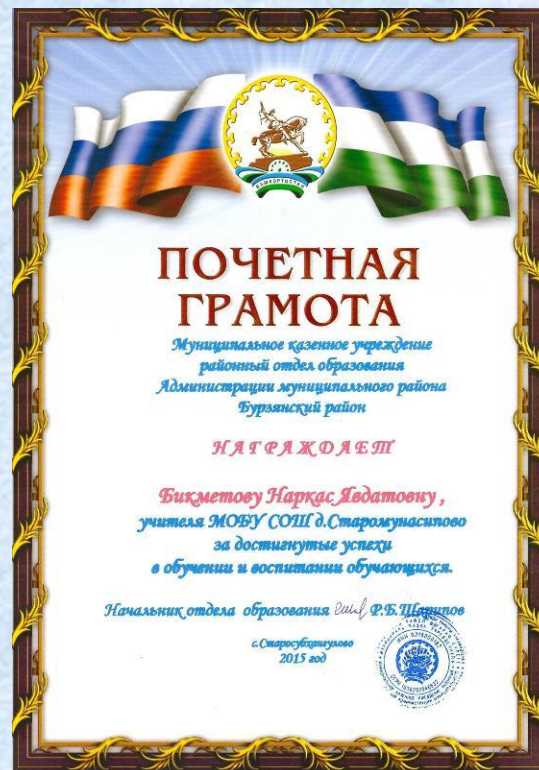 БАШКОРТОСТАН
ПОЧЕТНАЯ
ГРАМОТА
Муниципальное казенное учреждение
районный отдел образования
Администрации муниципального района
Бурзянский район
НАГРАЖДАЕТ
Бикметову Наркас Явдатовну ,
учителя МОБУ СОШ д.Старомунасипово
за достигнутые успехи
в обучении и воспитании обучающихся.
Начальник отдела образования Р.Б.Шарипов
с.Старосубхангулово
2015 год